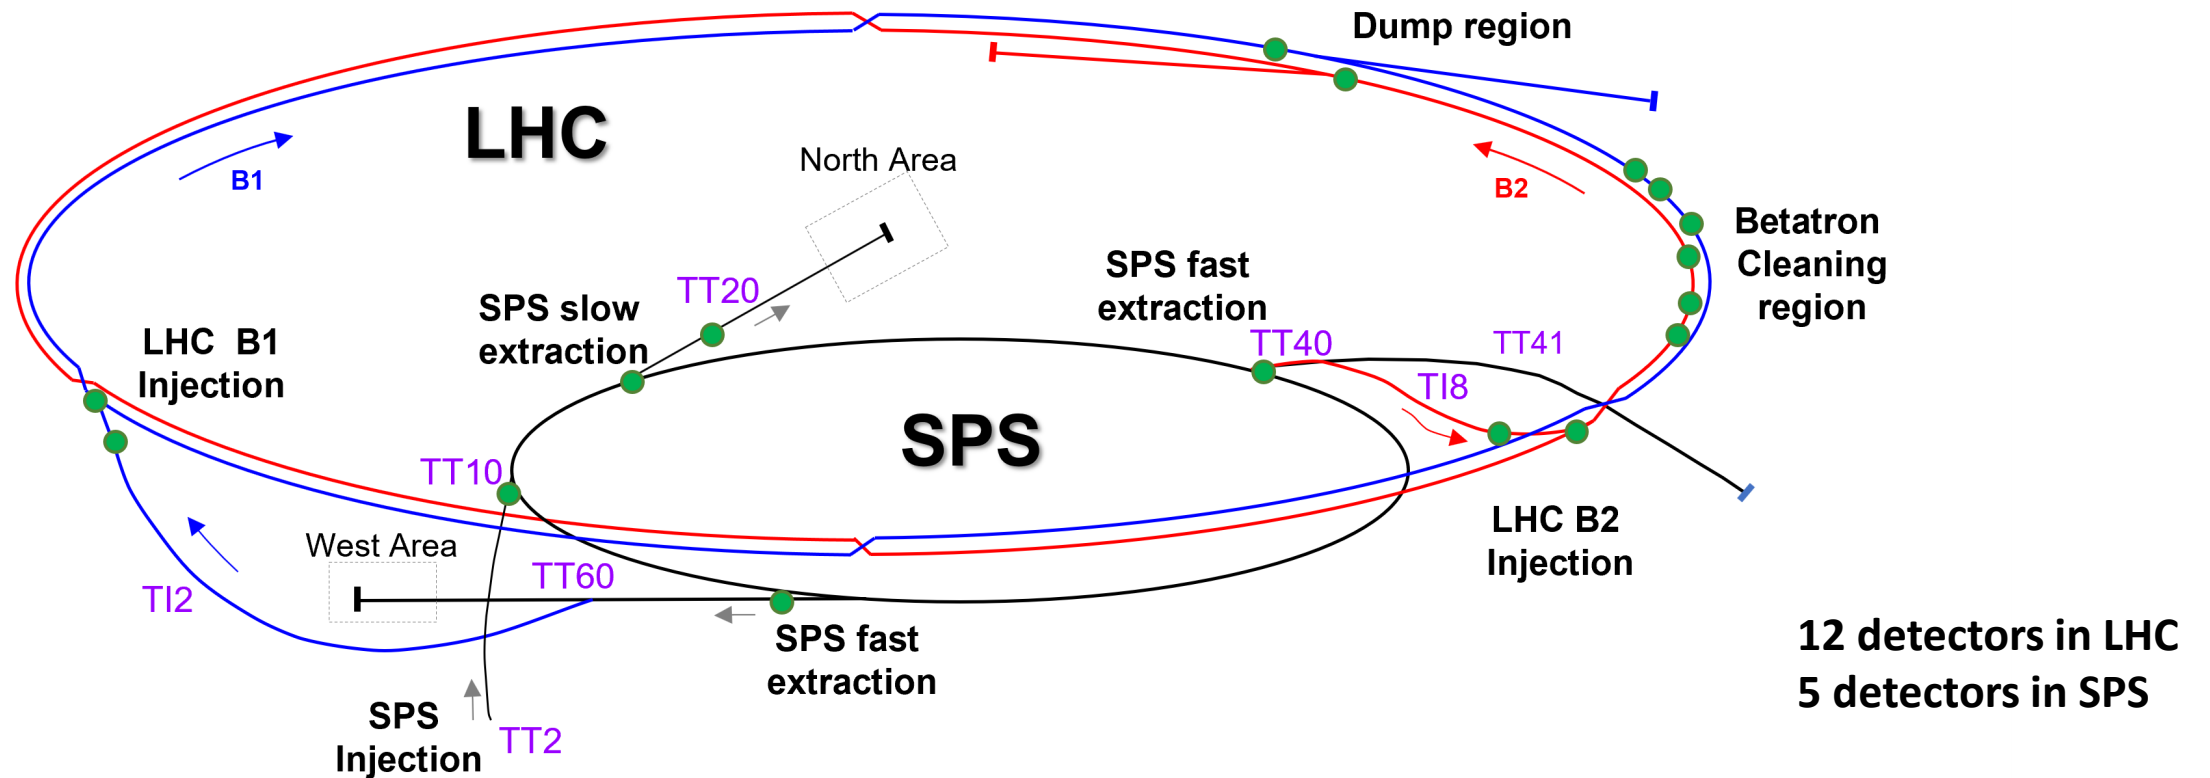 Dump region
LHC
North Area
B1
B2
Betatron
Cleaning
region
SPS fast
extraction
TT20
SPS slow
extraction
LHC B1
Injection
TT40
TT41
TI8
SPS
TT10
LHC B2
Injection
West Area
TT60
TI2
SPS fast
extraction
12 detectors in LHC
5 detectors in SPS
SPS
Injection
TT2